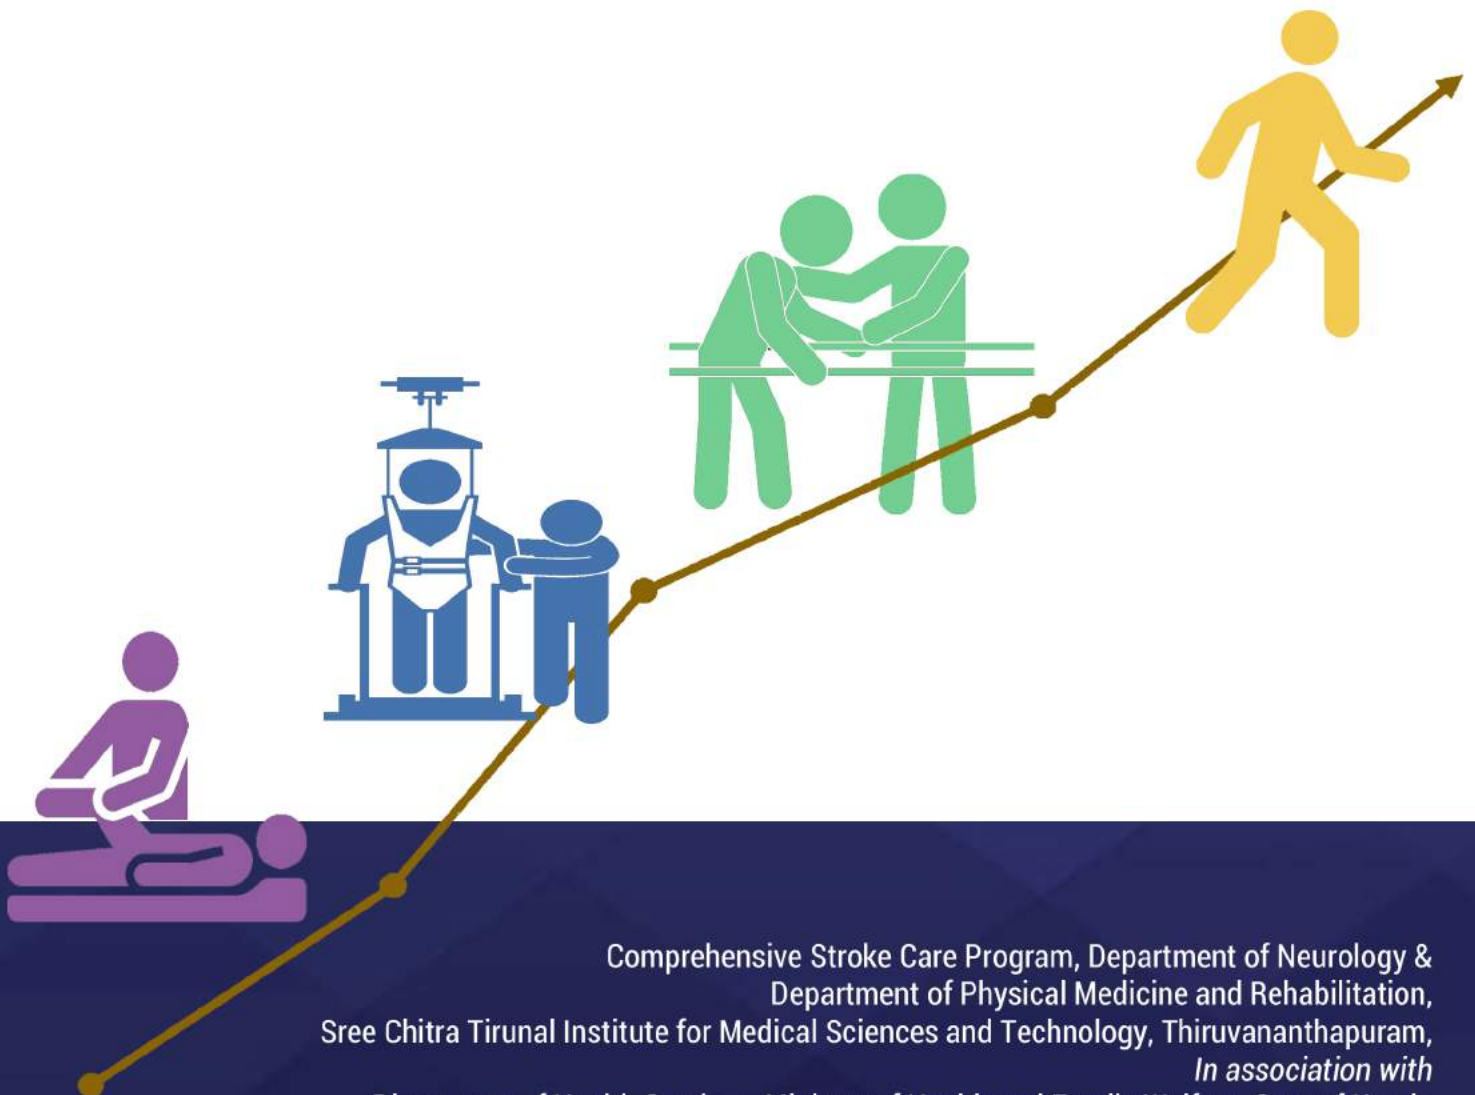 Comprehensive Stroke Care Program, Department of Neurology &
Department of Physical Medicine and Rehabilitation,
Sree Chitra Tirunal Institute for Medical Sciences and Technology, Thiruvananthapuram,
In association with